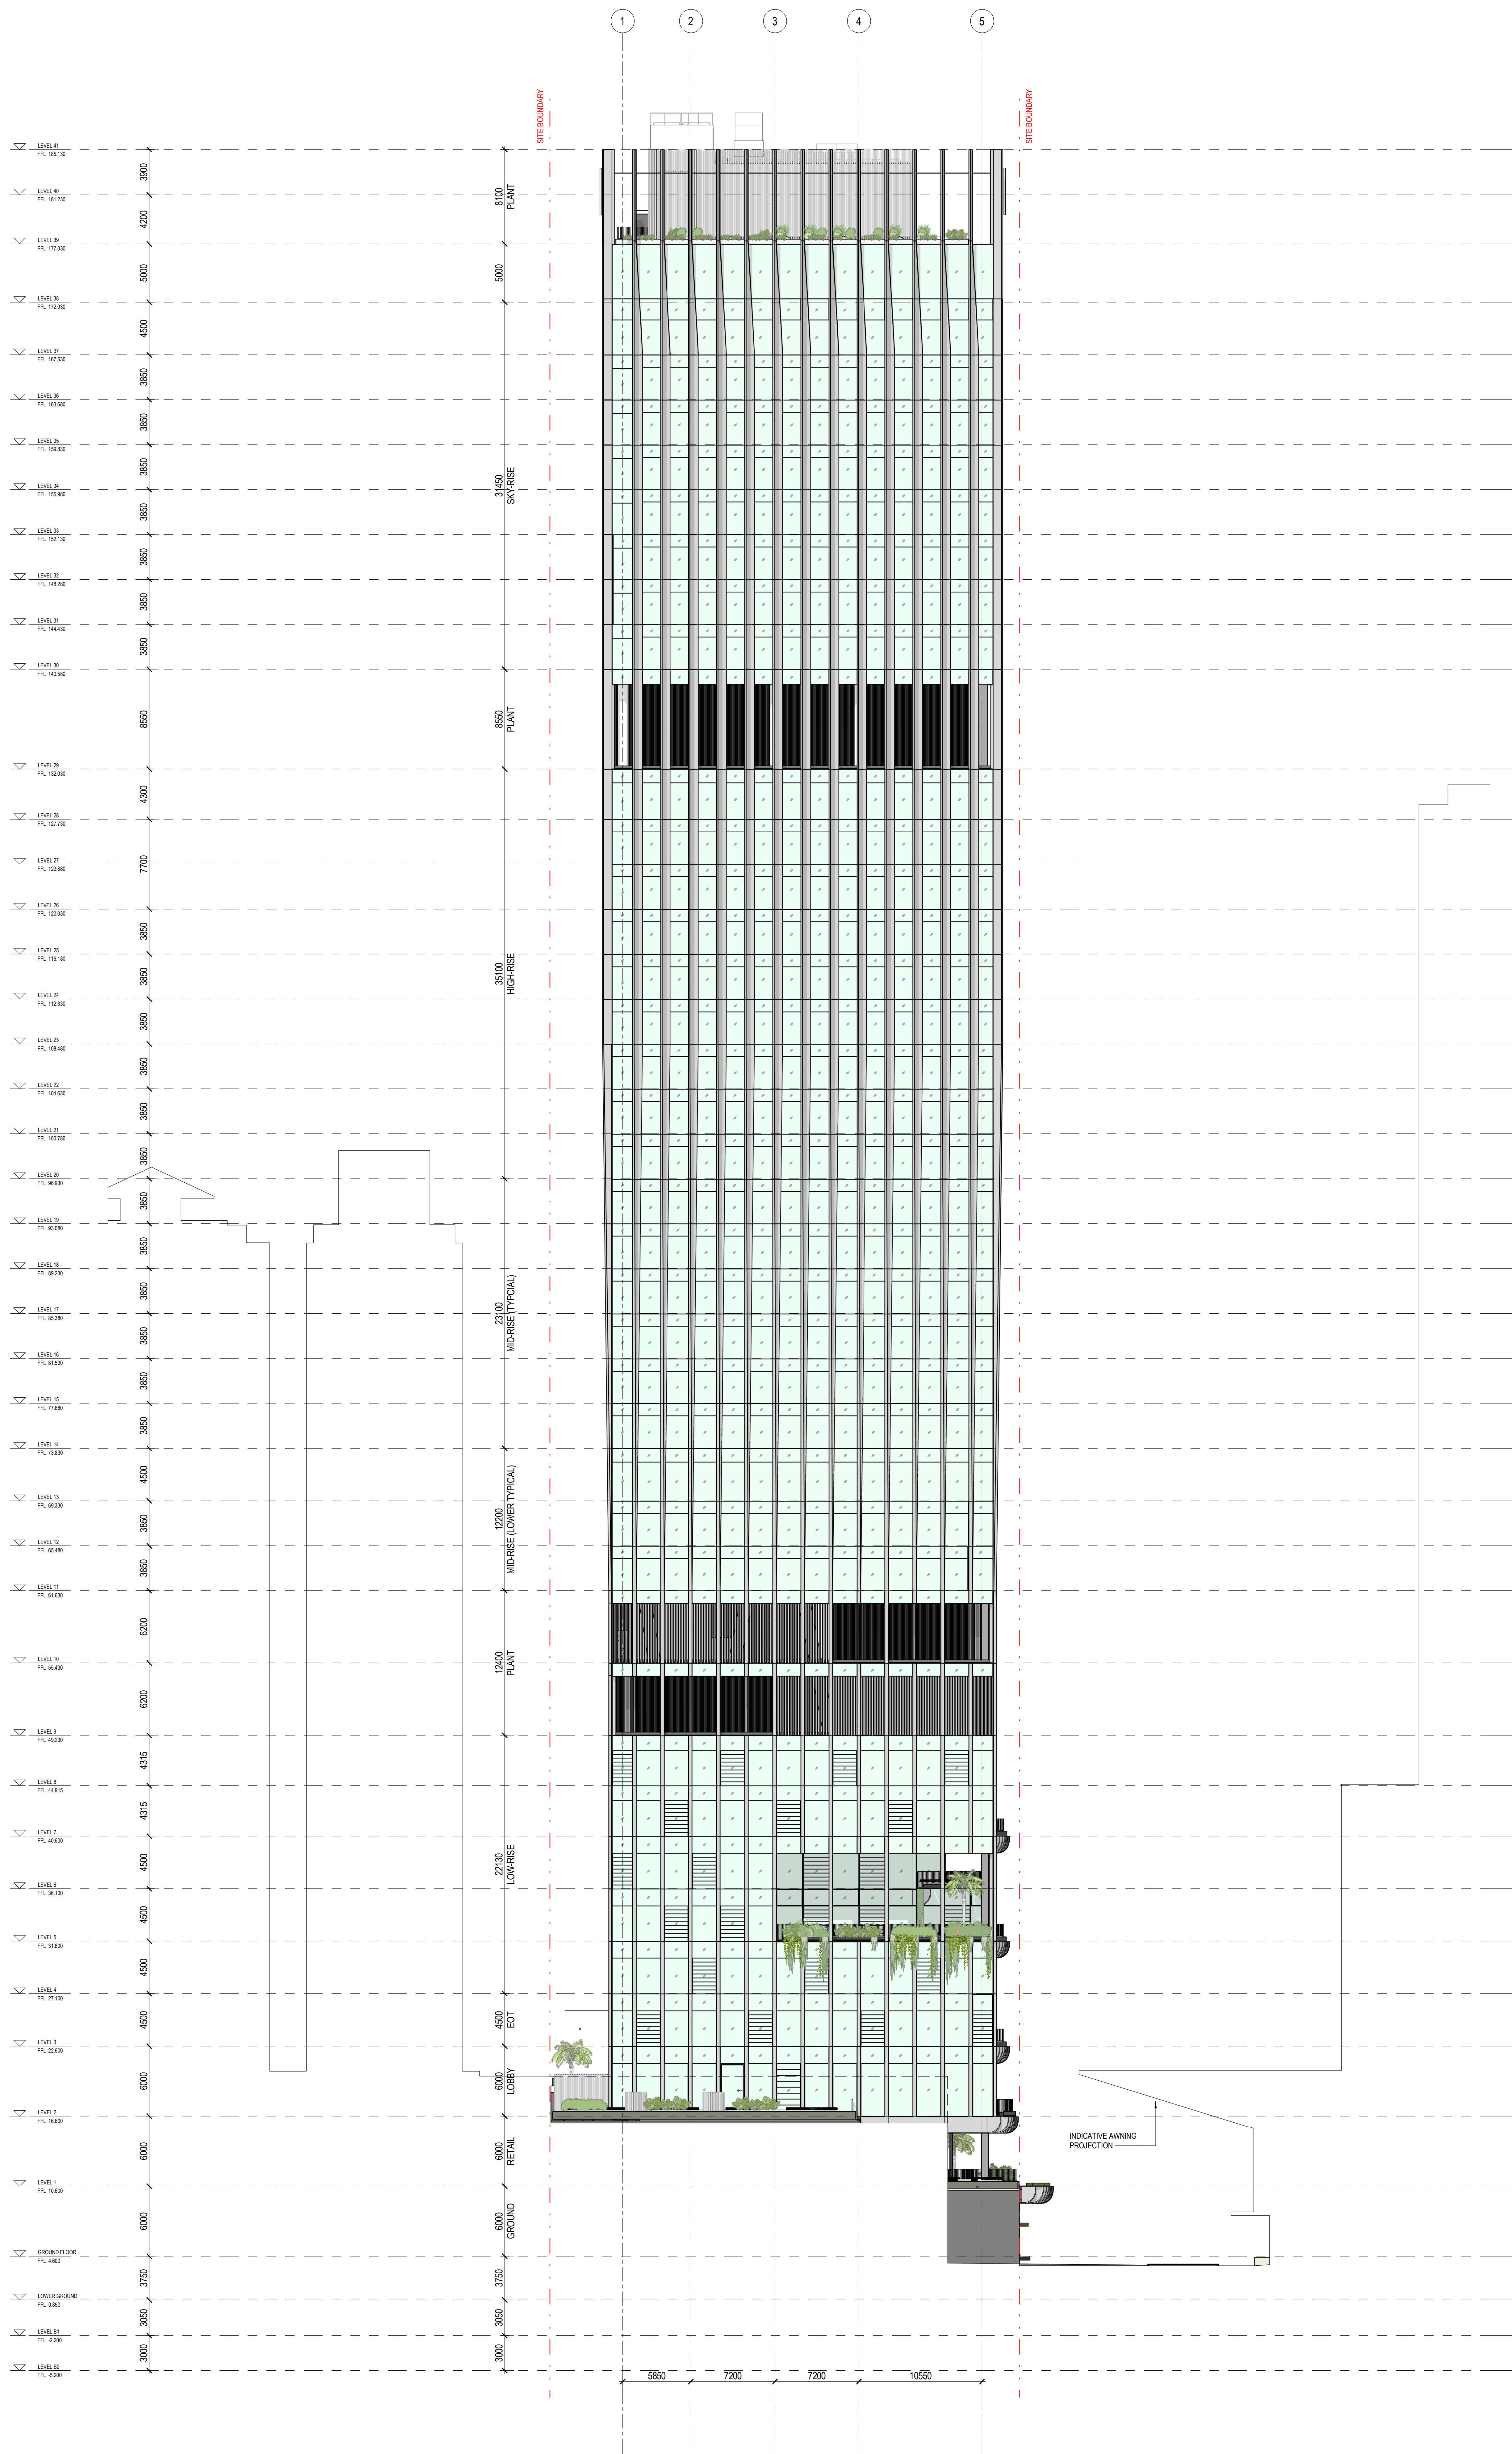 1 2 3 4 5
SITE BOUNDARY
SITE BOUNDARY
LEVEL 41
FFL 185.130
3900
8100
PLANT
LEVEL 40
FFL 181.230
4200
LEVEL 39
FFL 177.030
5000
5000
LEVEL 38
FFL 172.030
4500
LEVEL 37
FFL 167.530
3850
LEVEL 36
FFL 163.680
3850
LEVEL 35
FFL 159.830
3850
31450
SKY-RISE
LEVEL 34
FFL 155.980
3850
LEVEL 33
FFL 152.130
3850
LEVEL 32
FFL 148.280
3850
LEVEL 31
FFL 144.430
3850
LEVEL 30
FFL 140.580
8550
8550
PLANT
LEVEL 29
FFL 132.030
4300
LEVEL 28
FFL 127.730
7700
LEVEL 27
FFL 123.880
LEVEL 26
FFL 120.030
3850
LEVEL 25
FFL 116.180
3850
35100
HIGH-RISE
LEVEL 24
FFL 112.330
3850
LEVEL 23
FFL 108.480
3850
LEVEL 22
FFL 104.630
3850
LEVEL 21
FFL 100.780
3850
LEVEL 20
FFL 96.930
3850
LEVEL 19
FFL 93.080
3850
LEVEL 18
FFL 89.230
3850
23100
MID-RISE (TYPCIAL)
LEVEL 17
FFL 85.380
3850
LEVEL 16
FFL 81.530
3850
LEVEL 15
FFL 77.680
3850
LEVEL 14
FFL 73.830
4500
12200
MID-RISE (LOWER TYPICAL)
LEVEL 13
FFL 69.330
3850
LEVEL 12
FFL 65.480
3850
LEVEL 11
FFL 61.630
6200
12400
PLANT
LEVEL 10
FFL 55.430
6200
LEVEL 9
FFL 49.230
4315
LEVEL 8
FFL 44.915
4315
LEVEL 7
FFL 40.600
4500
22130
LOW-RISE
LEVEL 6
FFL 36.100
4500
LEVEL 5
FFL 31.600
4500
LEVEL 4
FFL 27.100
4500
4500
EOT
LEVEL 3
FFL 22.600
6000
6000
LOBBY
LEVEL 2
FFL 16.600
6000
6000
RETAIL
INDICATIVE AWNING
PROJECTION
LEVEL 1
FFL 10.600
6000
6000
GROUND
GROUND FLOOR
FFL 4.600
3750
3750
LOWER GROUND
FFL 0.850
3050
3050
LEVEL B1
FFL -2.200
3000
3000
LEVEL B2
FFL -5.200
5850 7200 7200 10550